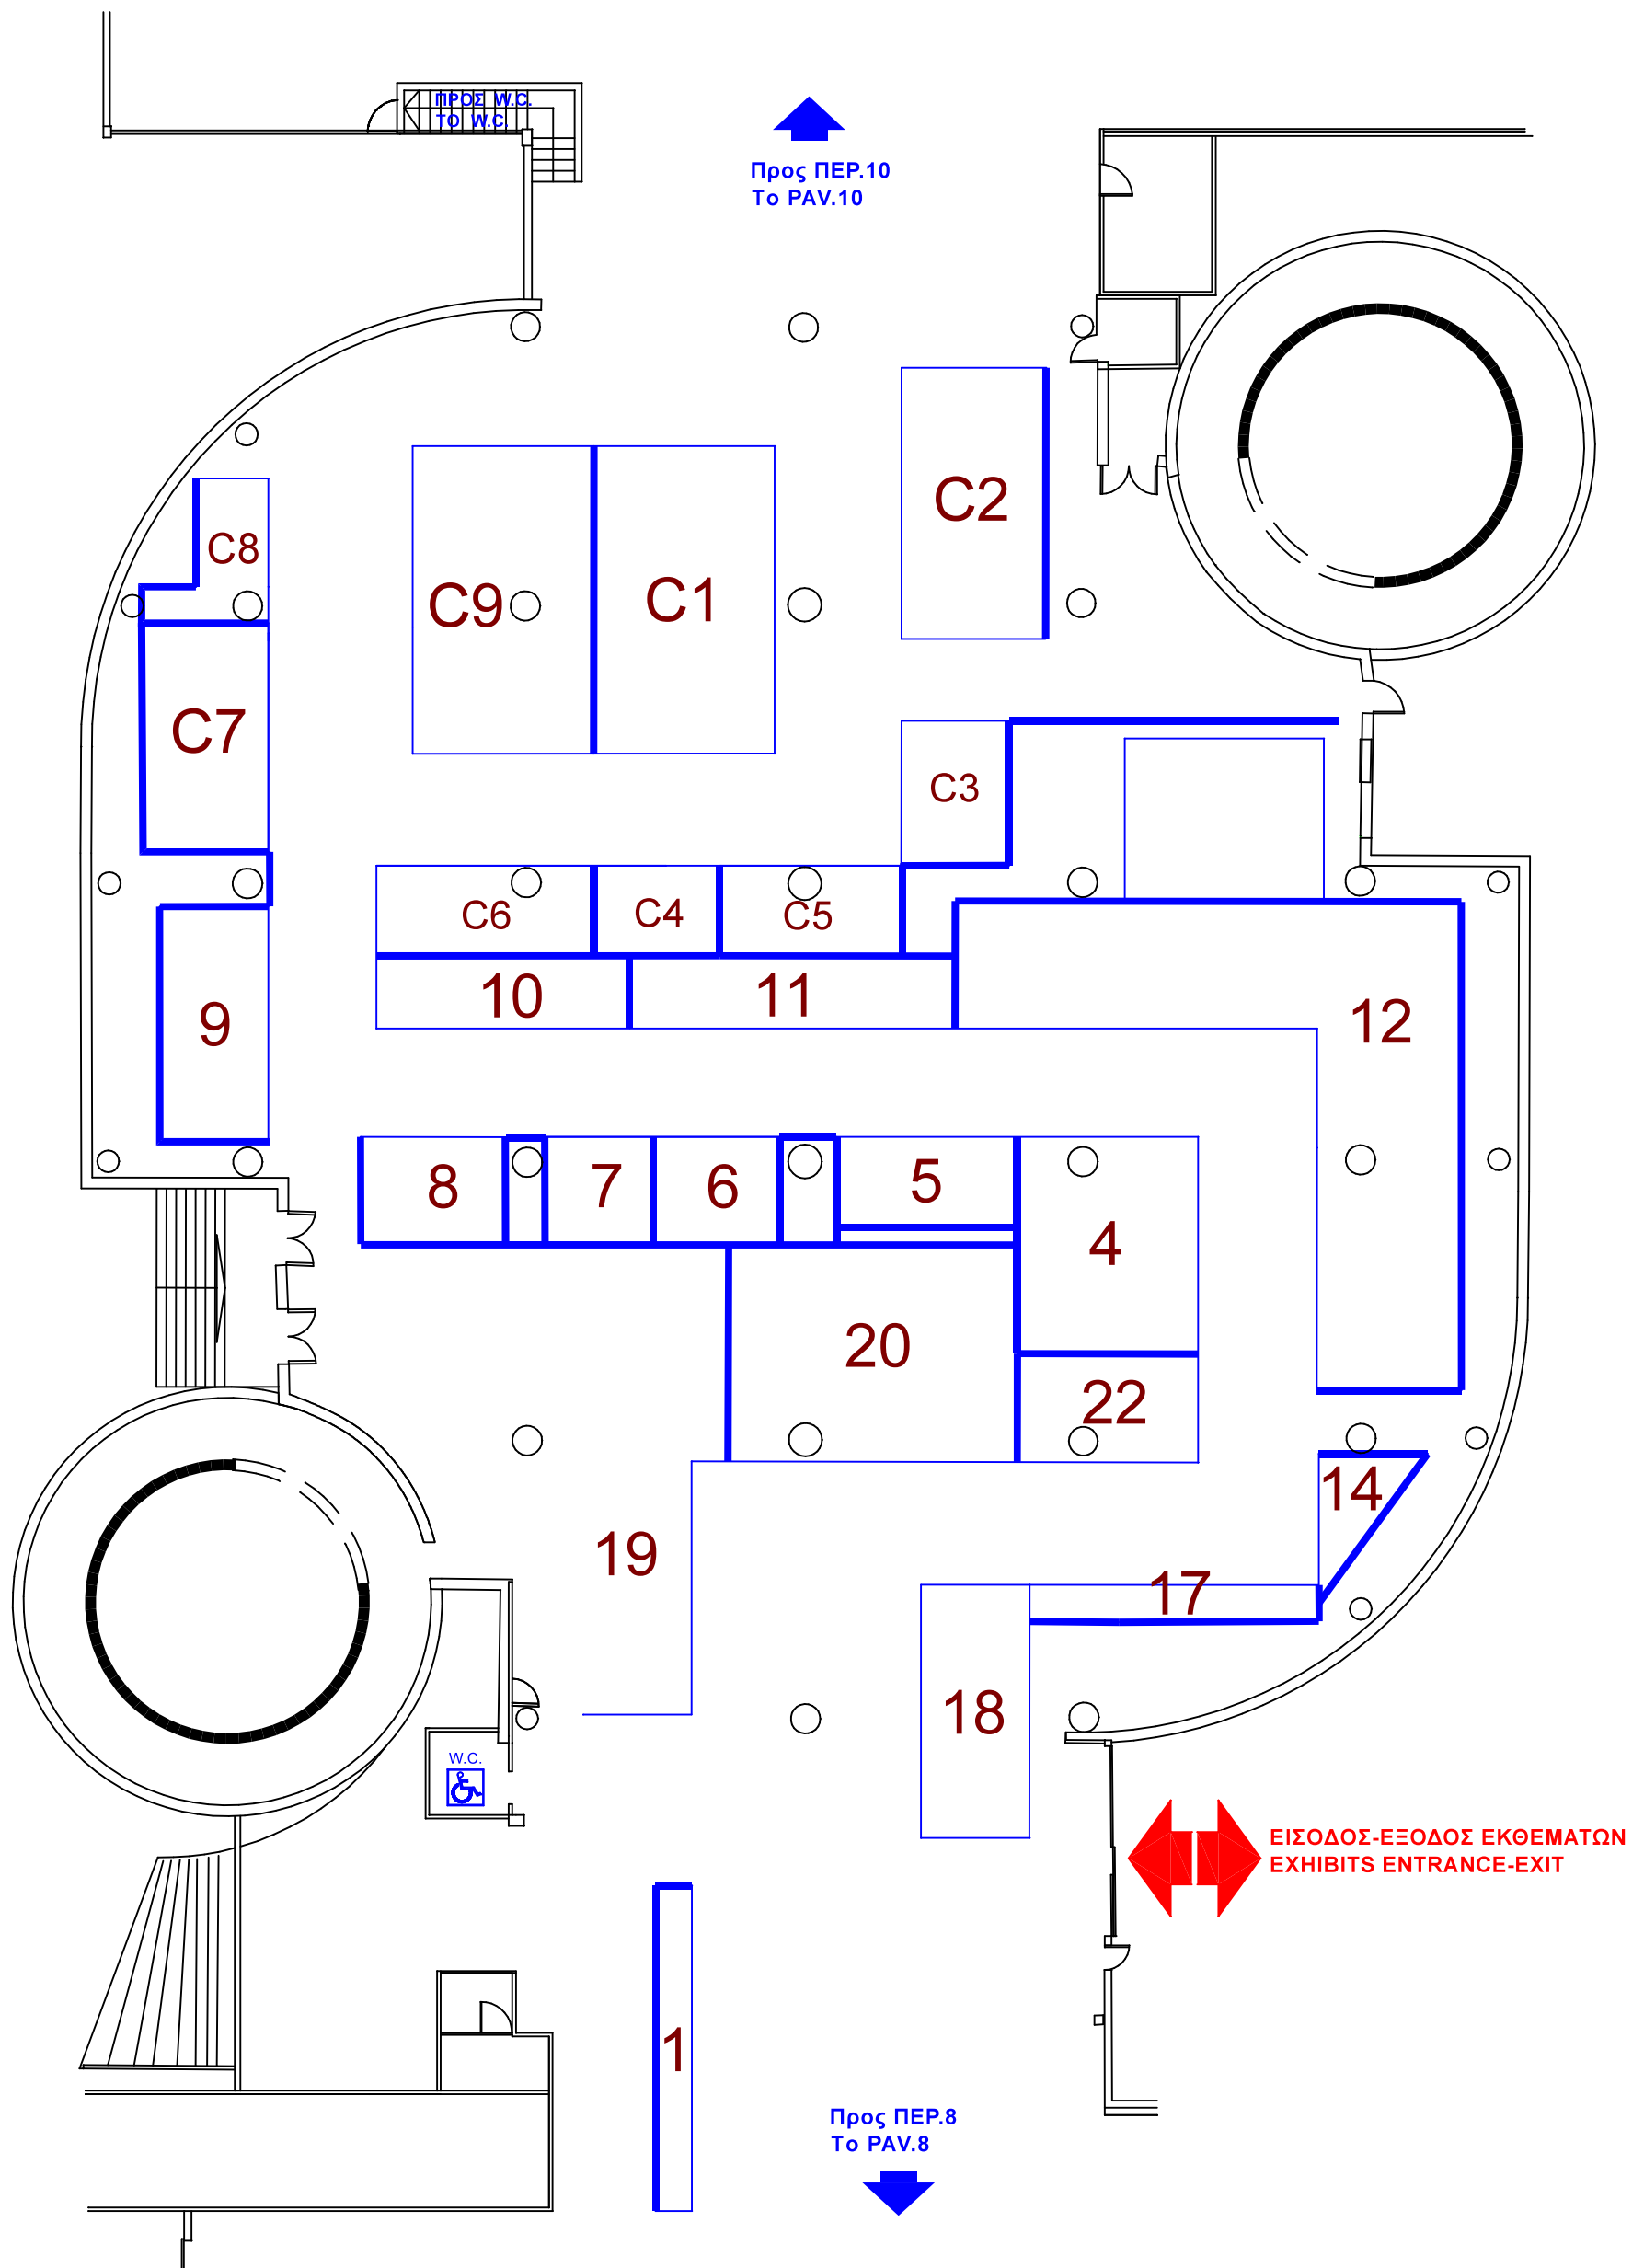 ΠΡΟΣ W.C.
TO W.C.
Προς ΠΕΡ.10
To PAV.10
C2
C8
C9
C1
C7
C3
C6
C4
C5
10
11
12
9
8
7
6
5
4
20
22
14
19
17
18
W.C.
ΕΙΣΟΔΟΣ-ΕΞΟΔΟΣ ΕΚΘΕΜΑΤΩΝ
EXHIBITS ENTRANCE-EXIT
1
Προς ΠΕΡ.8
To PAV.8